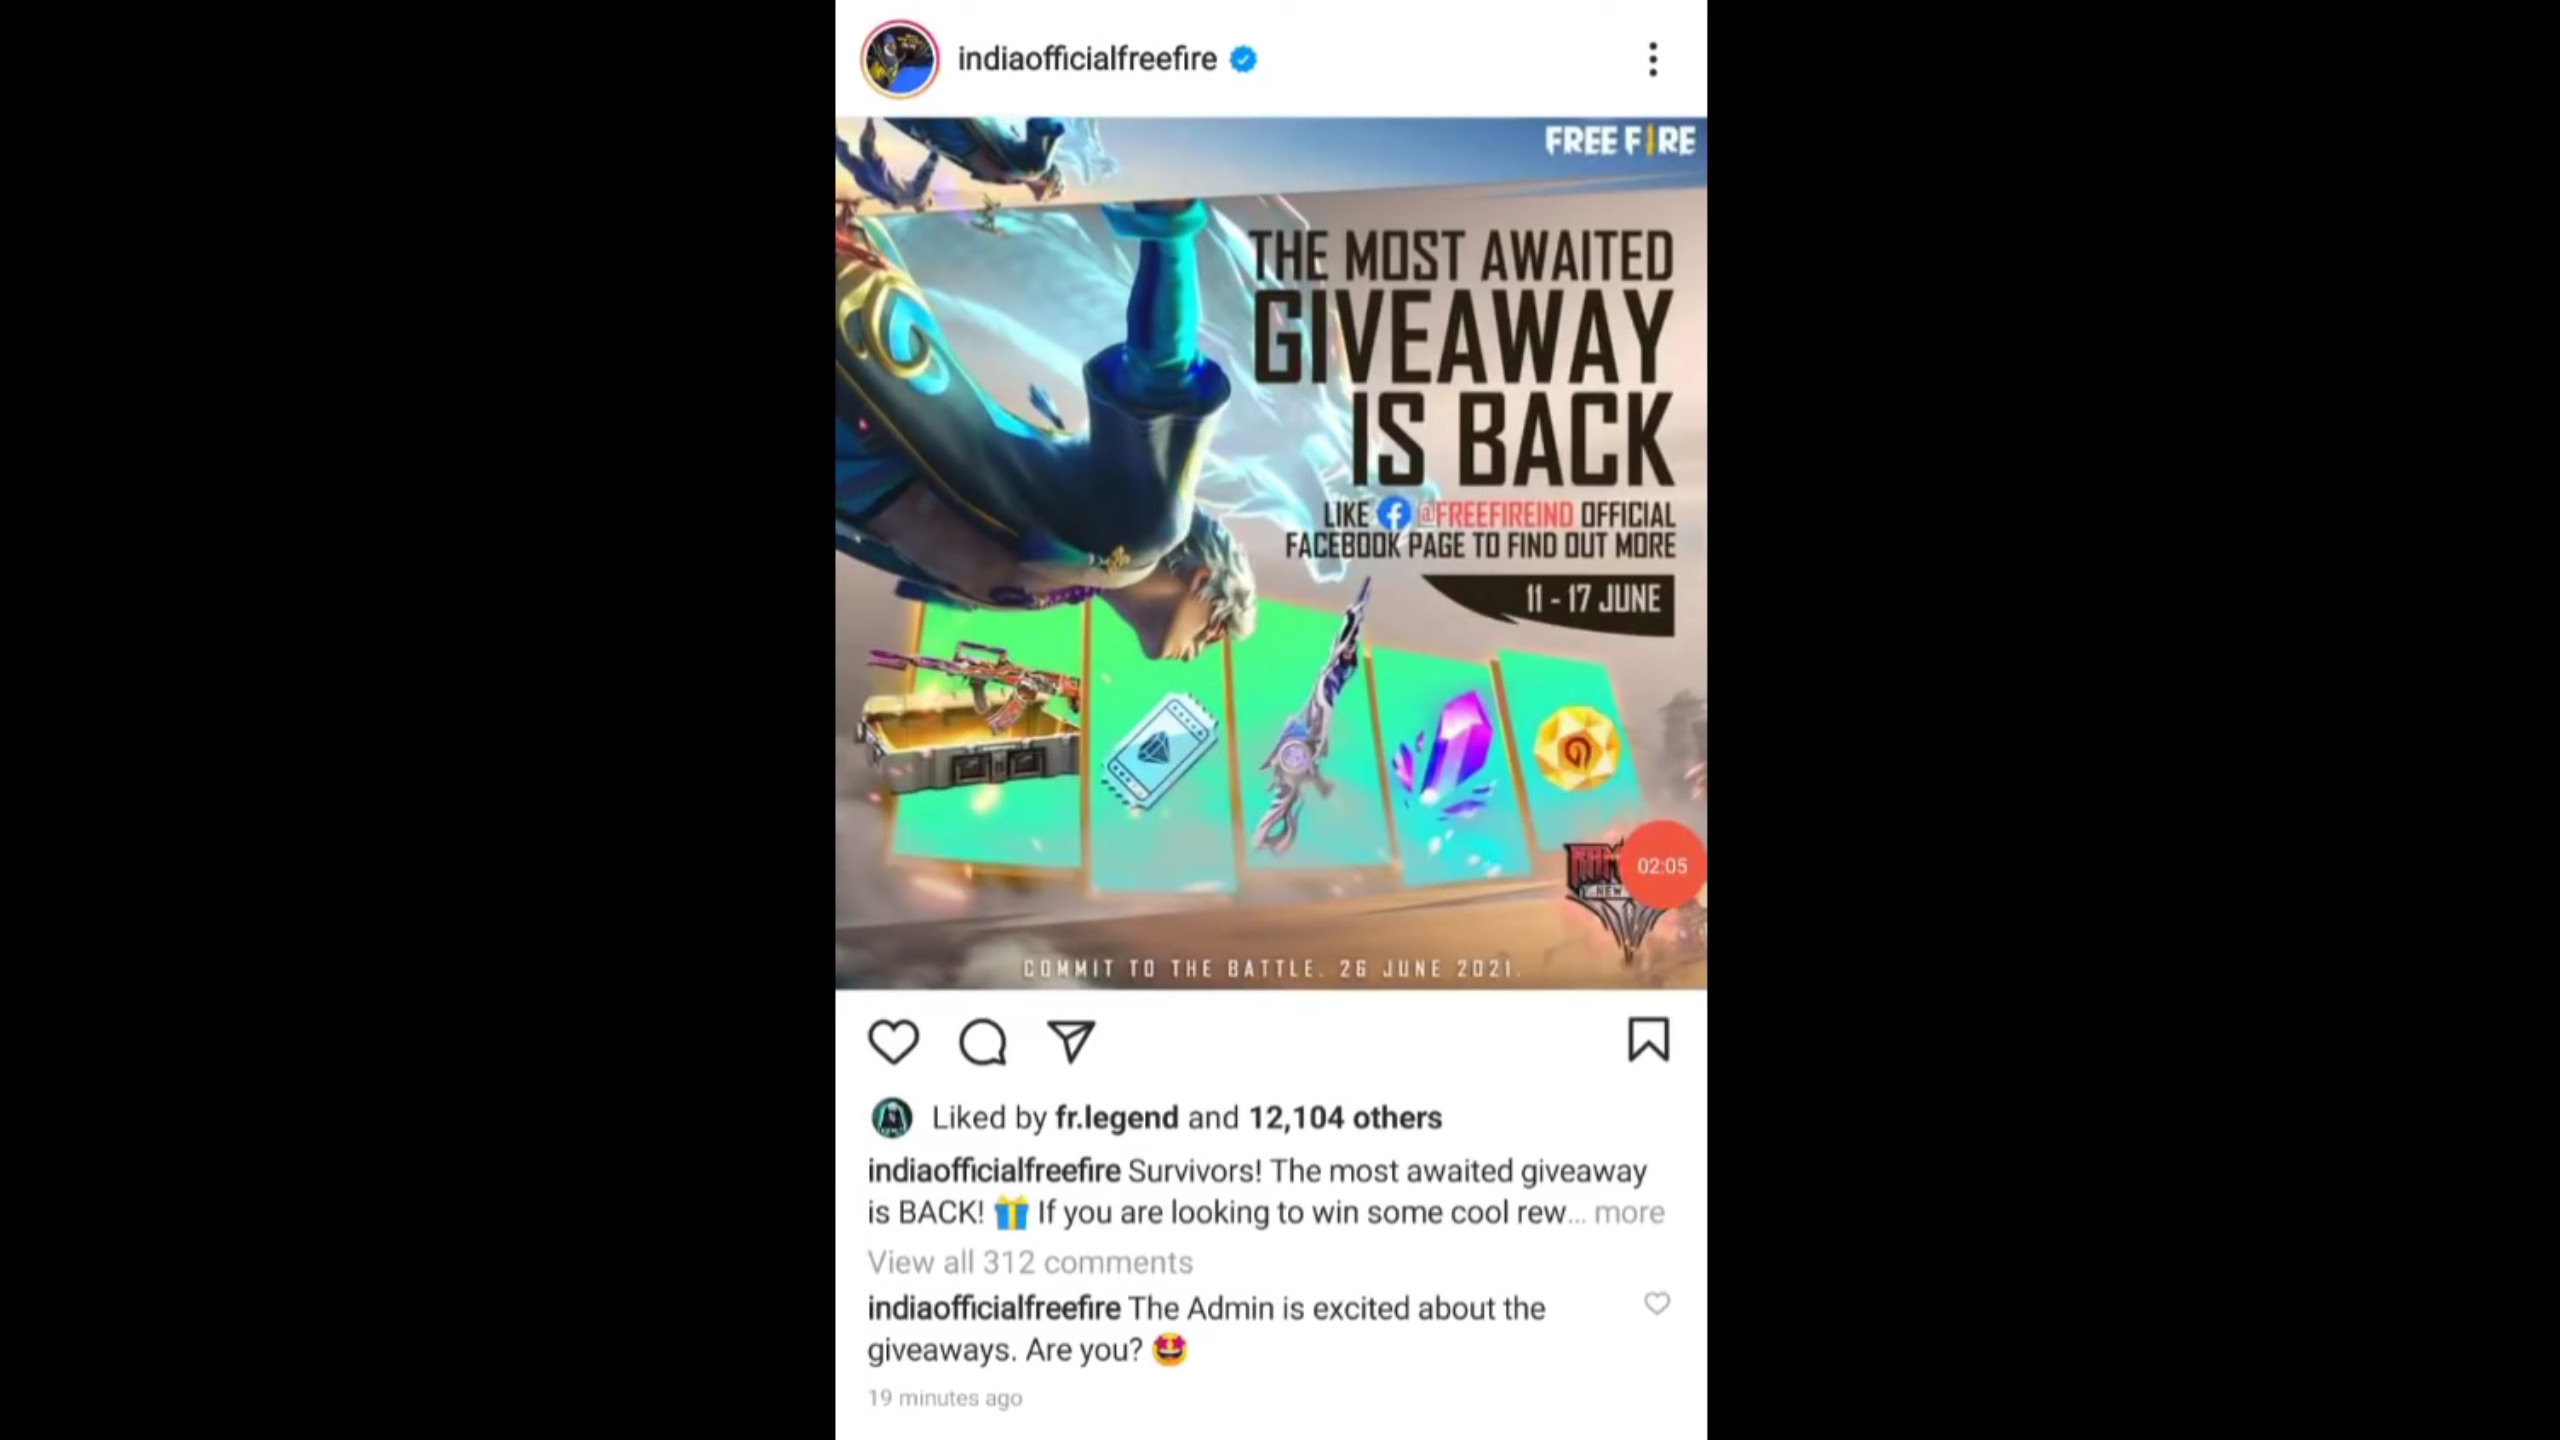 indiaofficialfreefire
FREE FIRE
THE MOST AWAITED
GIVEAWAY
IS BACK
LIKE @FREEFIREIND OFFICIAL
FACEBOOK PAGE TO FIND OUT MORE
11 - 17 JUNE
02:05
NEW
COMMIT TO THE BATTLE. 26 JUNE 2021.
Liked by fr.legend and 12,104 others
indiaofficialfreefire Survivors! The most awaited giveaway
is BACK! 🎁 If you are looking to win some cool rew... more
View all 312 comments
indiaofficialfreefire The Admin is excited about the
giveaways. Are you? 🤩
19 minutes ago